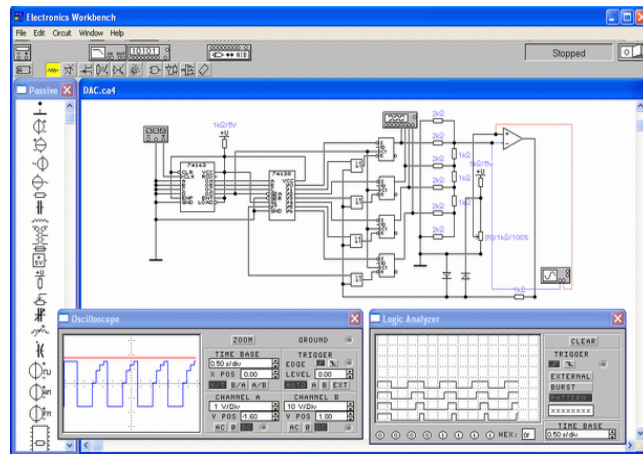 Electronics Workbench
File Edit Circuit Window Help
10101
A|B
Stopped
0
Passive
DAC.ca4
1kΩ/5V
+U
74163
74138
2kΩ
2kΩ
2kΩ
2kΩ
2kΩ
2kΩ
1kΩ
1kΩ
1kΩ
1kΩ/5V
+U
[R]/1kΩ/100%
1kΩ
Oscilloscope
ZOOM GROUND
TIME BASE TRIGGER
0.50 s/div EDGE
X POS 0.00 LEVEL 0.00
Y/T B/A A/B AUTO A B EXT
CHANNEL A CHANNEL B
1 V/Div 10 V/Div
Y POS -1.60 Y POS 1.00
AC 0 DC AC 0 DC
Logic Analyzer
CLEAR
TRIGGER
EXTERNAL
BURST
PATTERN
XXXXXXXX
TIME BASE
0.50 s/div
HEX: